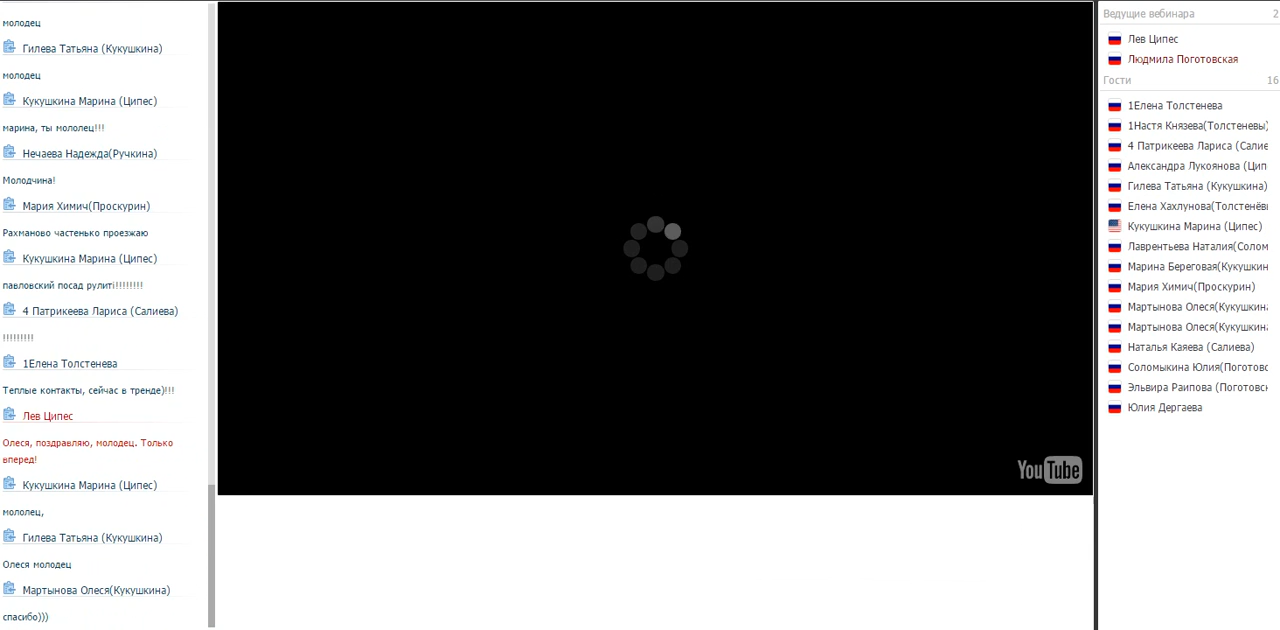 молодец
Гилева Татьяна (Кукушкина)
молодец
Кукушкина Марина (Ципес)
марина, ты мололец!!!
Нечаева Надежда(Ручкина)
Молодчина!
Мария Химич(Проскурин)
Рахманово частенько проезжаю
Кукушкина Марина (Ципес)
павловский посад рулит!!!!!!!!!
4 Патрикеева Лариса (Салиева)
!!!!!!!!!
1Елена Толстенева
Теплые контакты, сейчас в тренде)!!!
Лев Ципес
Олеся, поздравляю, молодец. Только
вперед!
Кукушкина Марина (Ципес)
мололец,
Гилева Татьяна (Кукушкина)
Олеся молодец
Мартынова Олеся(Кукушкина)
спасибо)))
YouTube
Ведущие вебинара 2
Лев Ципес
Людмила Поготовская
Гости 16
1Елена Толстенева
1Настя Князева(Толстеневы)
4 Патрикеева Лариса (Салие
Александра Лукоянова (Цип
Гилева Татьяна (Кукушкина)
Елена Хахлунова(Толстенёвы
Кукушкина Марина (Ципес)
Лаврентьева Наталия(Солом
Марина Береговая(Кукушкин
Мария Химич(Проскурин)
Мартынова Олеся(Кукушкина
Мартынова Олеся(Кукушкина
Наталья Каяева (Салиева)
Соломыкина Юлия(Поготовс
Эльвира Раипова (Поготовск
Юлия Дергаева